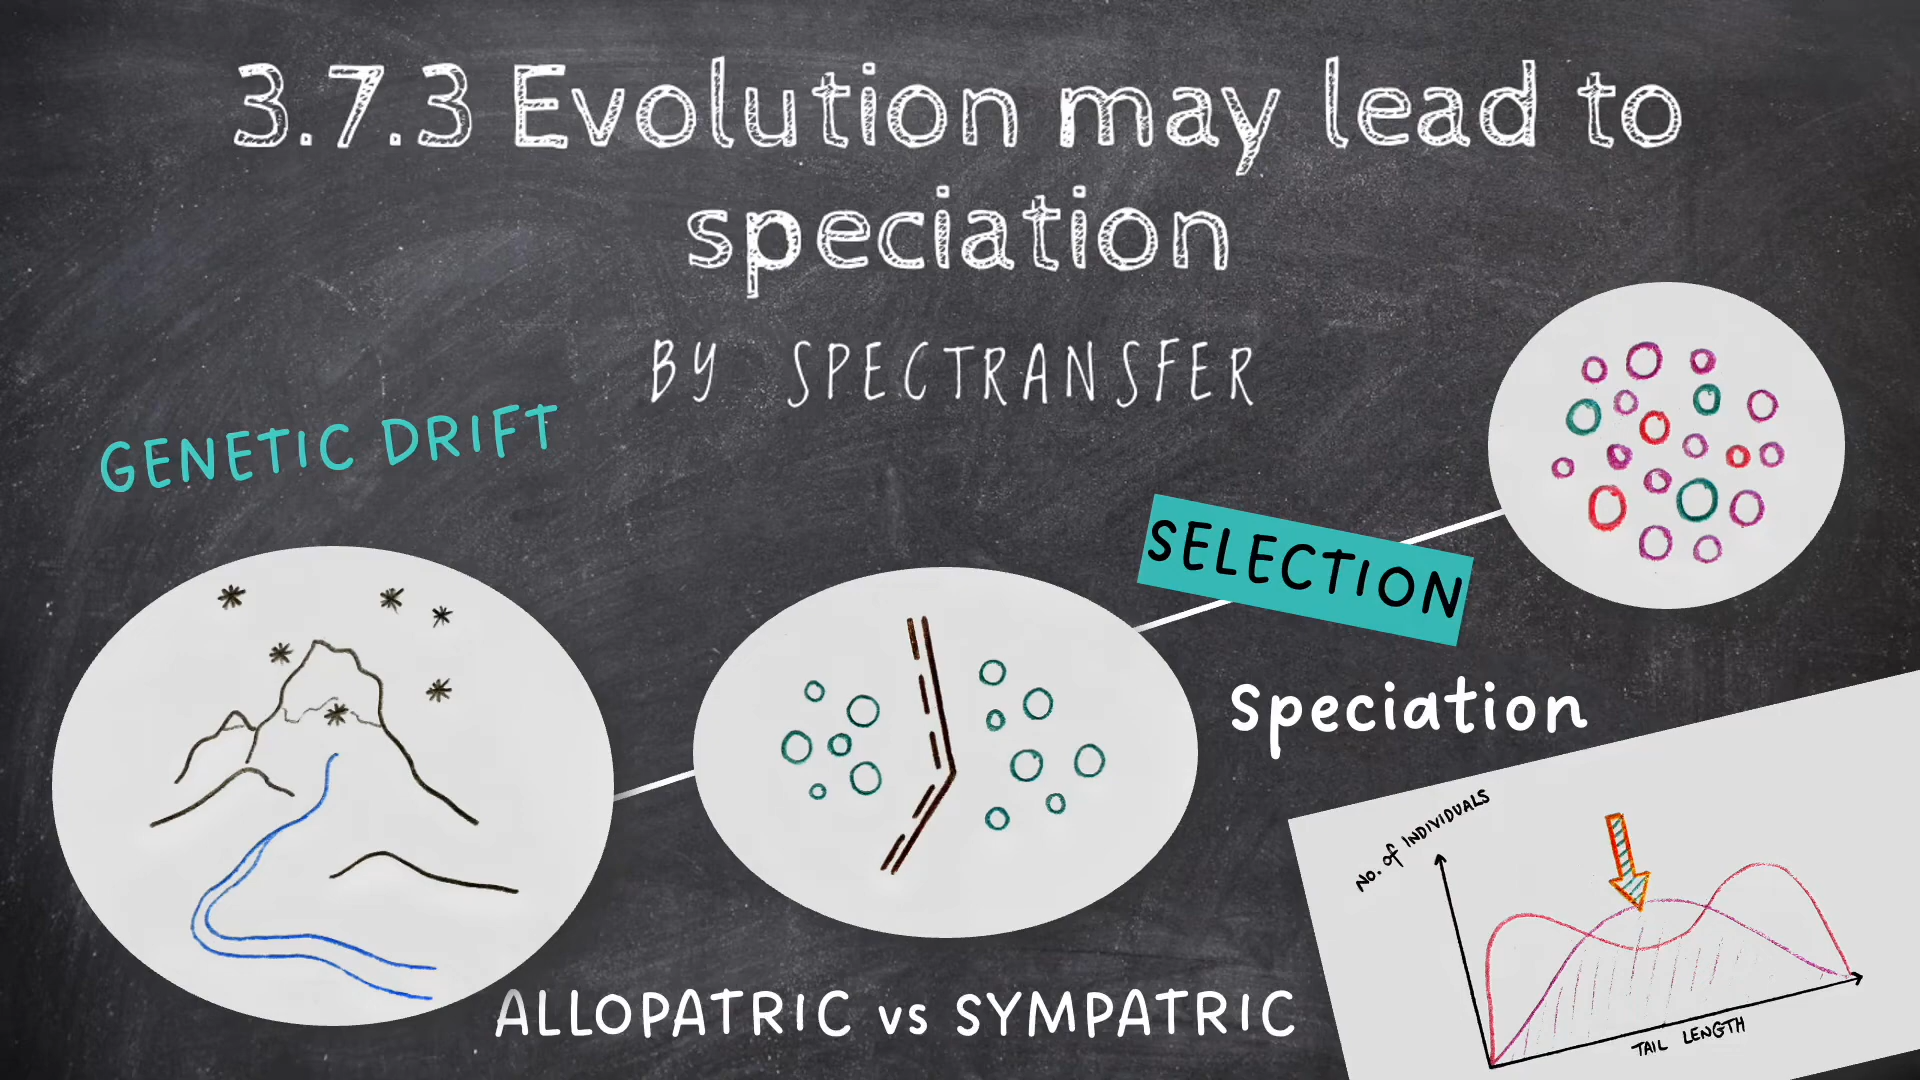 3.7.3 Evolution may lead to
speciation
BY SPECTRANSFER
GENETIC DRIFT
SELECTION
Speciation
No. of INDIVIDUALS
TAIL LENGTH
ALLOPATRIC vs SYMPATRIC